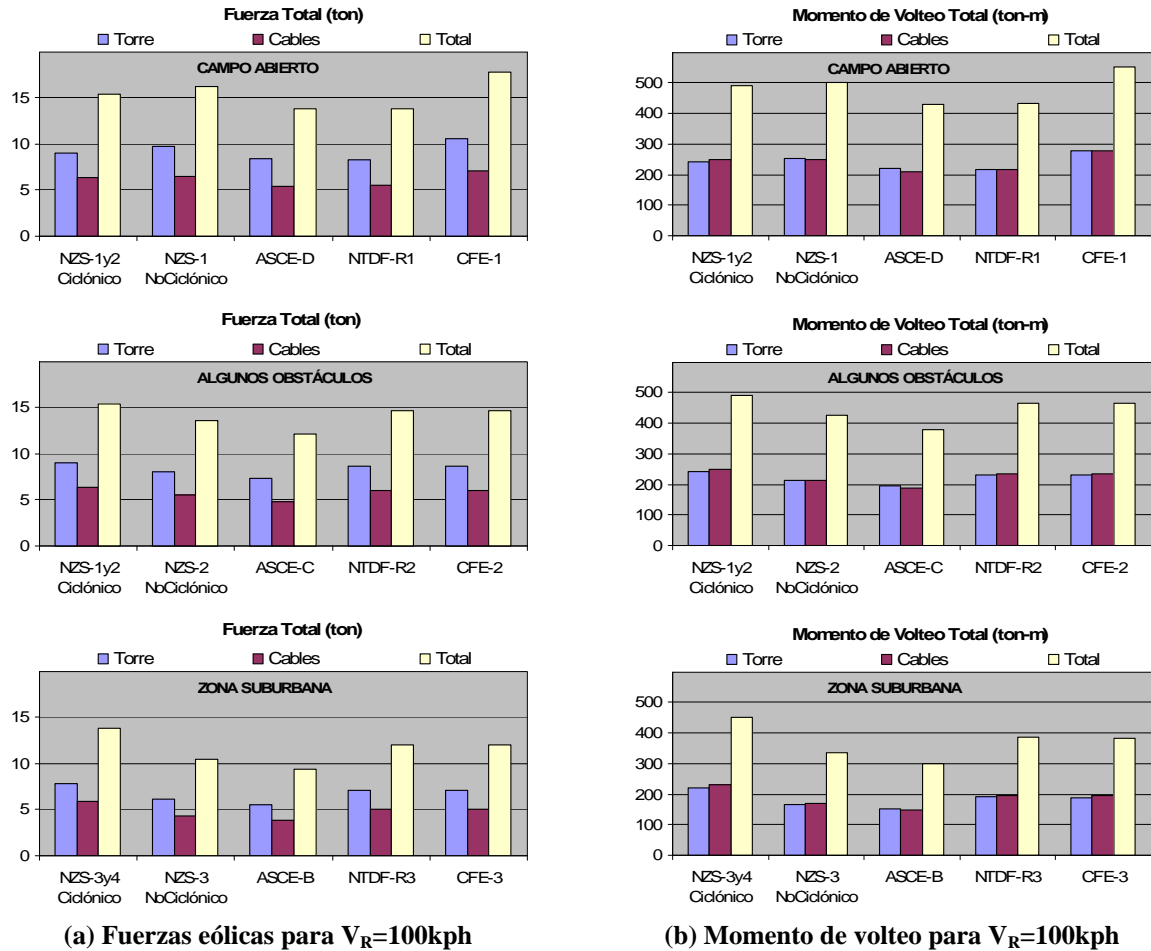 Fuerza Total (ton)
Torre Cables Total
CAMPO ABIERTO
15
10
5
0
NZS-1y2 Ciclónico
NZS-1 NoCiclónico
ASCE-D
NTDF-R1
CFE-1
Momento de Volteo Total (ton-m)
Torre Cables Total
CAMPO ABIERTO
500
400
300
200
100
0
NZS-1y2 Ciclónico
NZS-1 NoCiclónico
ASCE-D
NTDF-R1
CFE-1
Fuerza Total (ton)
Torre Cables Total
ALGUNOS OBSTÁCULOS
15
10
5
0
NZS-1y2 Ciclónico
NZS-2 NoCiclónico
ASCE-C
NTDF-R2
CFE-2
Momento de Volteo Total (ton-m)
Torre Cables Total
ALGUNOS OBSTÁCULOS
500
400
300
200
100
0
NZS-1y2 Ciclónico
NZS-2 NoCiclónico
ASCE-C
NTDF-R2
CFE-2
Fuerza Total (ton)
Torre Cables Total
ZONA SUBURBANA
15
10
5
0
NZS-3y4 Ciclónico
NZS-3 NoCiclónico
ASCE-B
NTDF-R3
CFE-3
Momento de Volteo Total (ton-m)
Torre Cables Total
ZONA SUBURBANA
500
400
300
200
100
0
NZS-3y4 Ciclónico
NZS-3 NoCiclónico
ASCE-B
NTDF-R3
CFE-3
(a) Fuerzas eólicas para VR=100kph
(b) Momento de volteo para VR=100kph